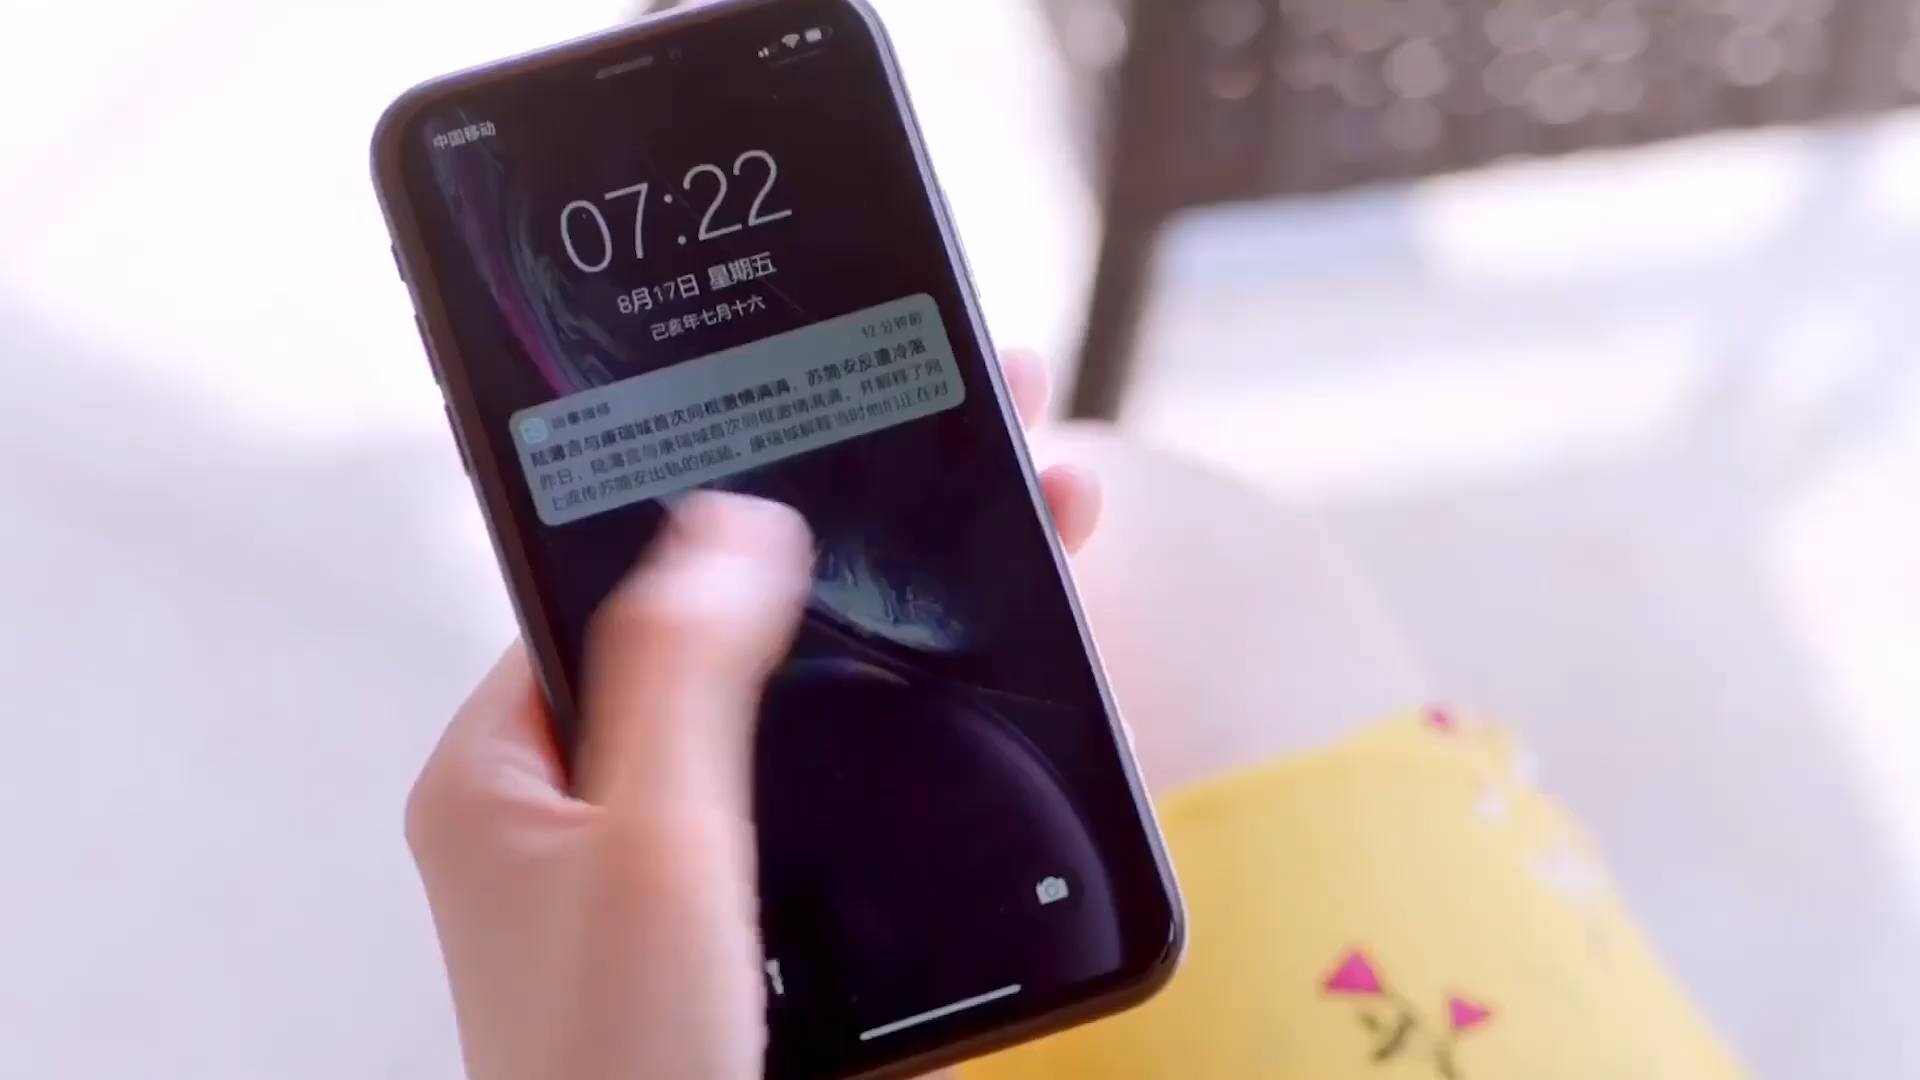 中国移动
07:22
8月17日 星期五
己亥年七月十六
12 分钟前
陆薄言与康瑞城首次同框激情满满，苏简安反遭冷落
昨日，陆薄言与康瑞城首次同框激情满满，并解释了网
上流传苏简安出轨的视频。康瑞城解释当时他们正在对